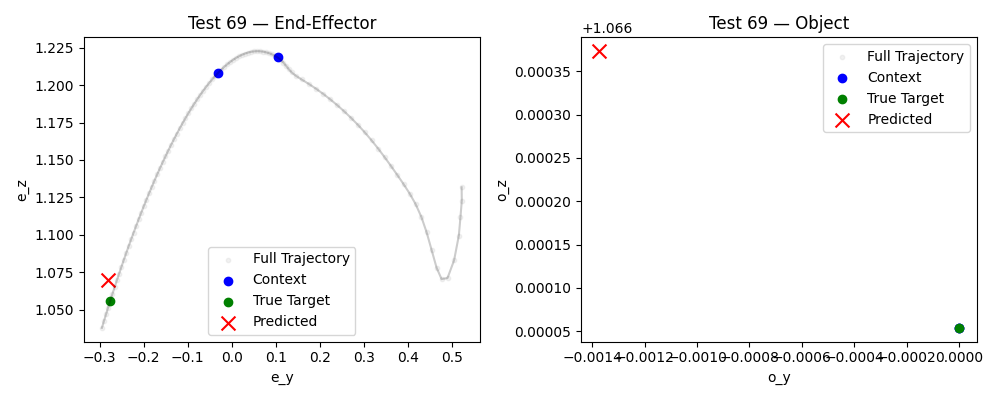 Test 69 — End-Effector
e_z
1.225
1.200
1.175
1.150
1.125
1.100
1.075
1.050
−0.3 −0.2 −0.1 0.0 0.1 0.2 0.3 0.4 0.5
e_y
Full Trajectory
Context
True Target
Predicted
Test 69 — Object
+1.066
o_z
0.00035
0.00030
0.00025
0.00020
0.00015
0.00010
0.00005
−0.0014 −0.0012 −0.0010 −0.0008 −0.0006 −0.0004 −0.0002 0.0000
o_y
Full Trajectory
Context
True Target
Predicted